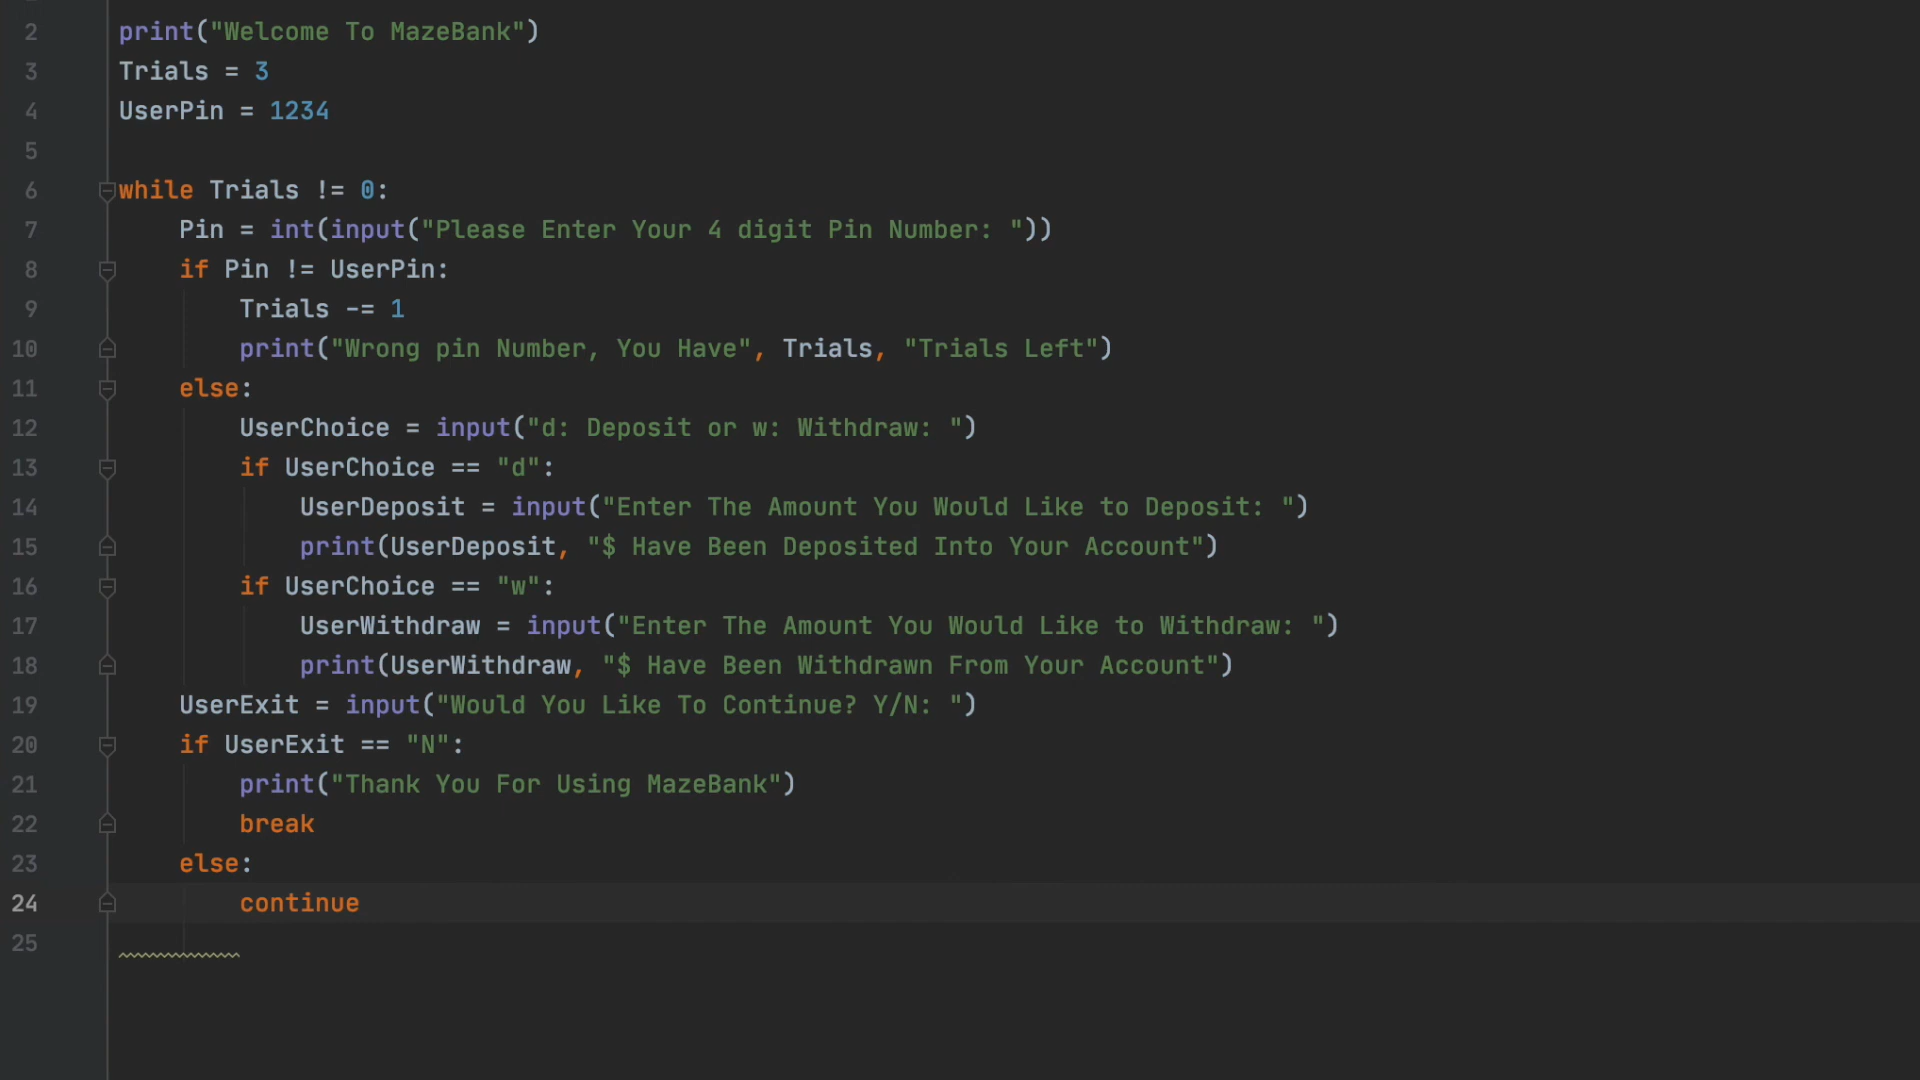 2 print("Welcome To MazeBank")
3 Trials = 3
4 UserPin = 1234
5
6 while Trials != 0:
7     Pin = int(input("Please Enter Your 4 digit Pin Number: "))
8     if Pin != UserPin:
9         Trials -= 1
10         print("Wrong pin Number, You Have", Trials, "Trials Left")
11     else:
12         UserChoice = input("d: Deposit or w: Withdraw: ")
13         if UserChoice == "d":
14             UserDeposit = input("Enter The Amount You Would Like to Deposit: ")
15             print(UserDeposit, "$ Have Been Deposited Into Your Account")
16         if UserChoice == "w":
17             UserWithdraw = input("Enter The Amount You Would Like to Withdraw: ")
18             print(UserWithdraw, "$ Have Been Withdrawn From Your Account")
19     UserExit = input("Would You Like To Continue? Y/N: ")
20     if UserExit == "N":
21         print("Thank You For Using MazeBank")
22         break
23     else:
24         continue
25